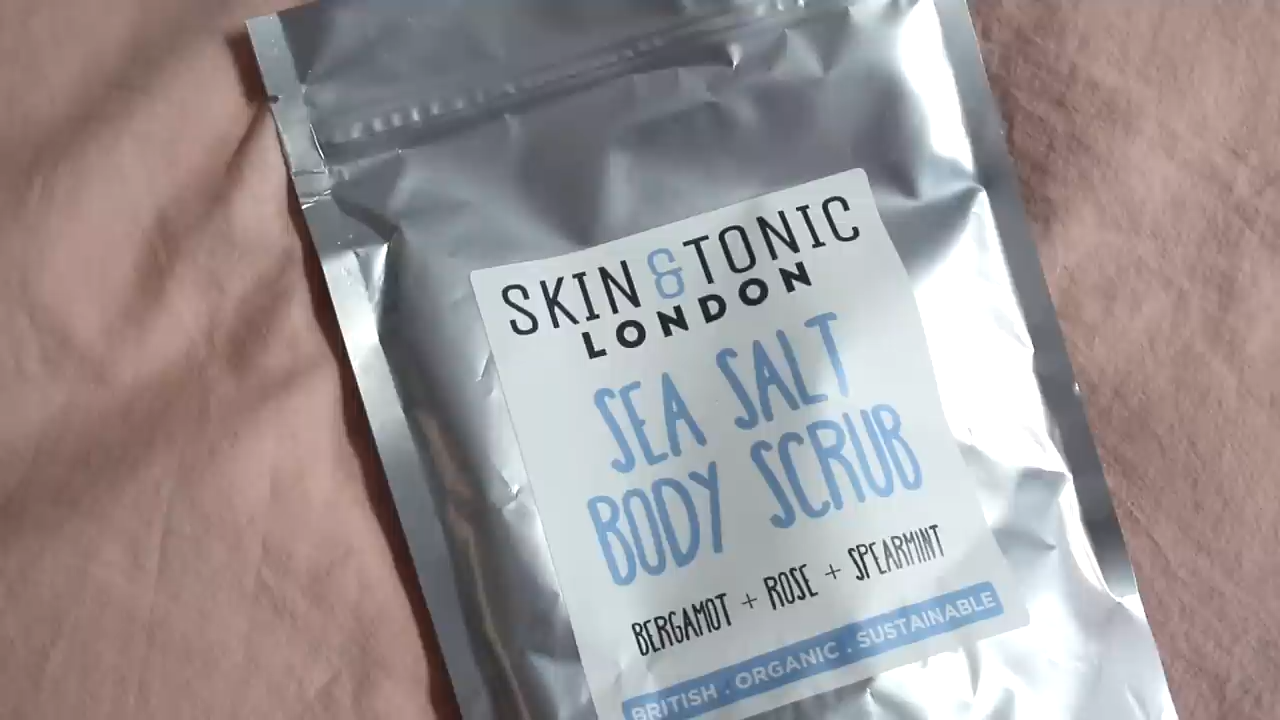 SKIN & TONIC
LONDON
SEA SALT
BODY SCRUB
BERGAMOT + ROSE + SPEARMINT
BRITISH . ORGANIC . SUSTAINABLE